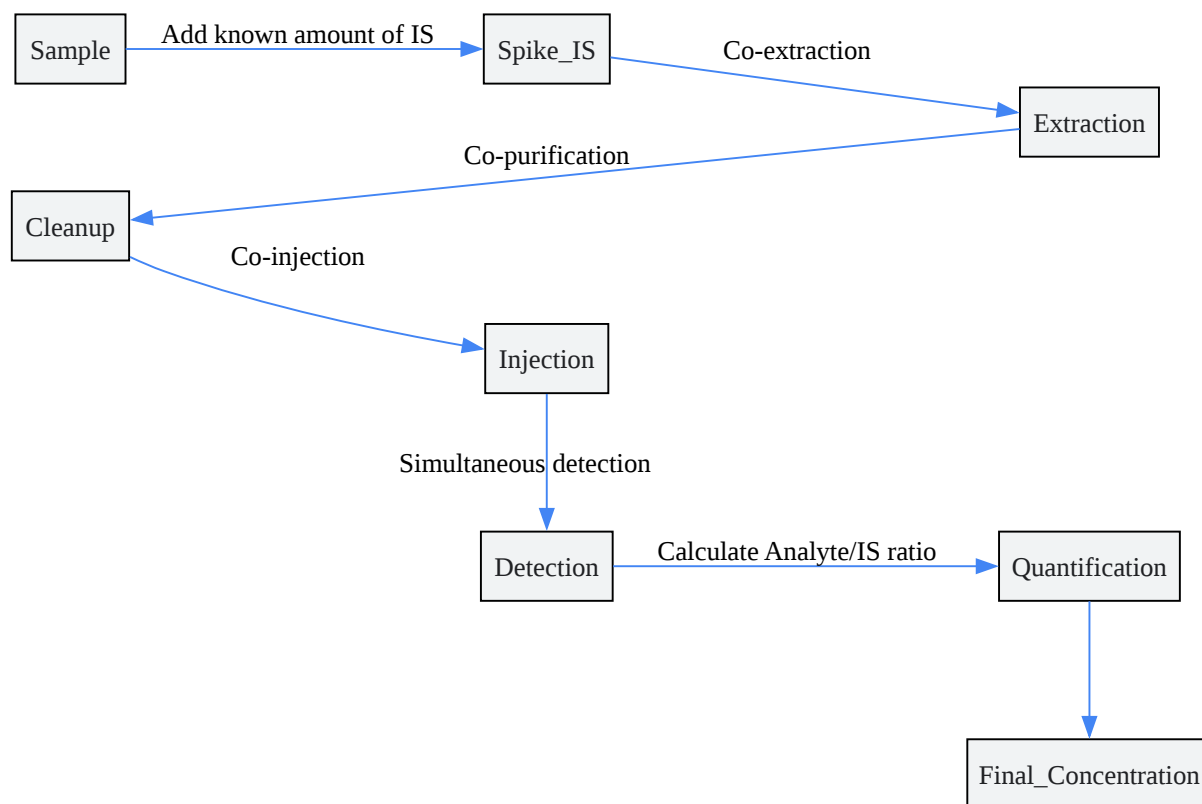 Sample
Add known amount of IS
Spike_IS
Co-extraction
Extraction
Co-purification
Cleanup
Co-injection
Injection
Simultaneous detection
Detection
Calculate Analyte/IS ratio
Quantification
Final_Concentration